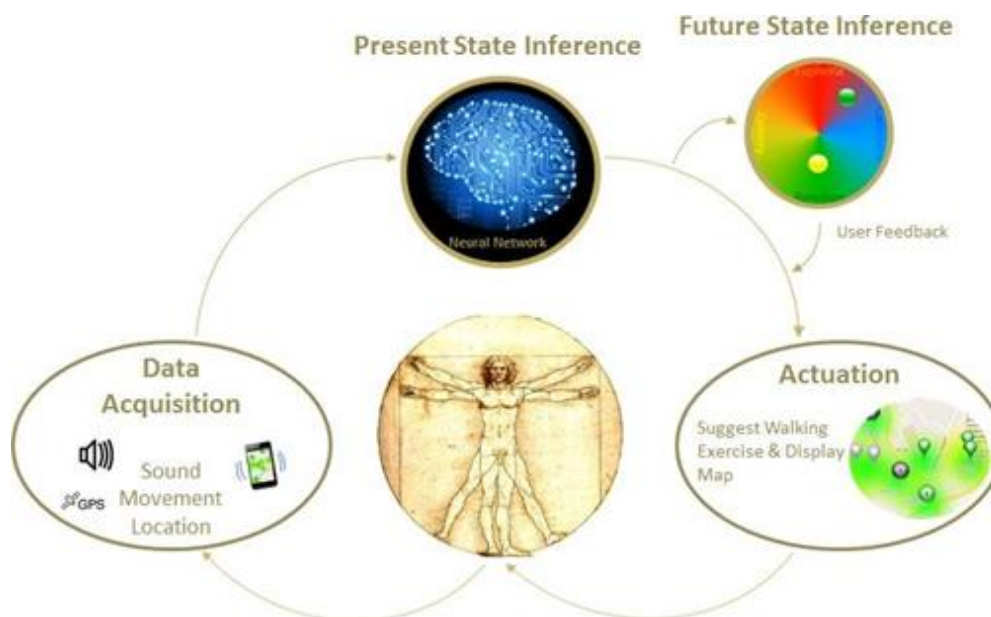 Present State Inference
Future State Inference
Neural Network
User Feedback
Data
Acquisition
Sound
Movement
Location
GPS
Actuation
Suggest Walking
Exercise & Display
Map